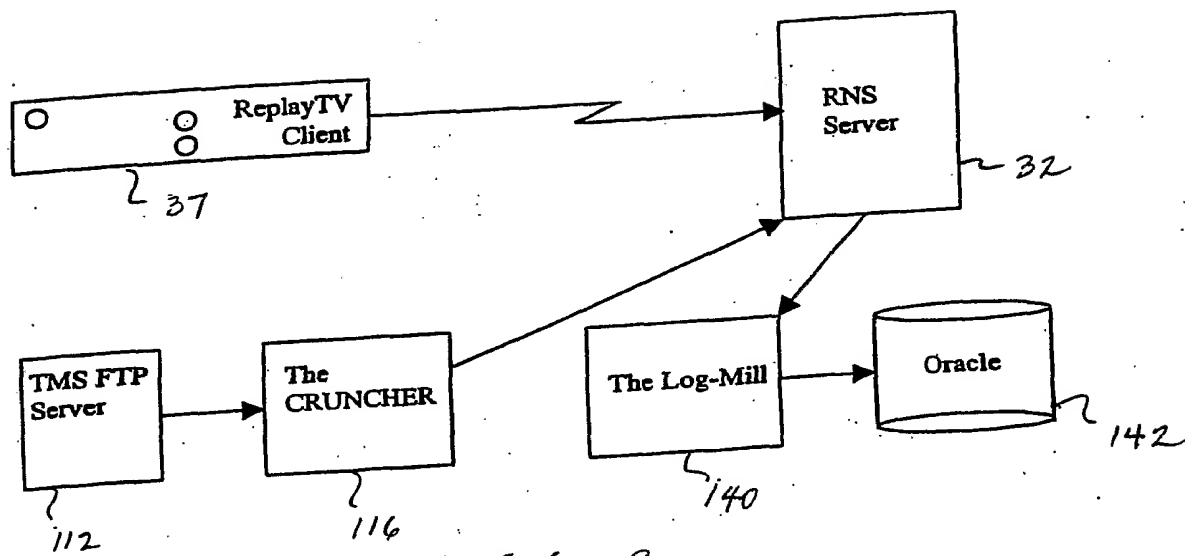 ReplayTV
Client
37
RNS
Server
32
TMS FTP
Server
112
The
CRUNCHER
116
The Log-Mill
140
Oracle
142